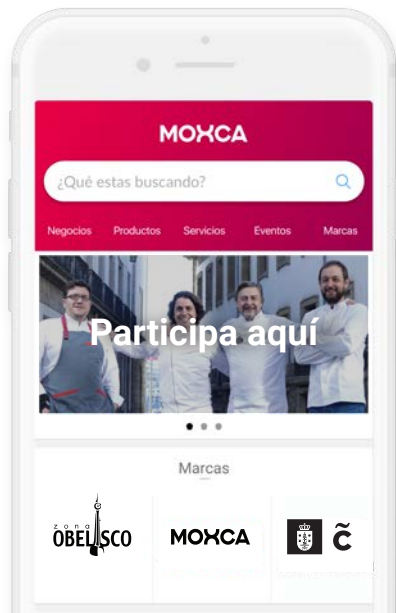 MOXCA
¿Qué estas buscando?
Negocios Productos Servicios Eventos Marcas
Participa aquí
Marcas
zona
OBELISCO
MOXCA
C̃